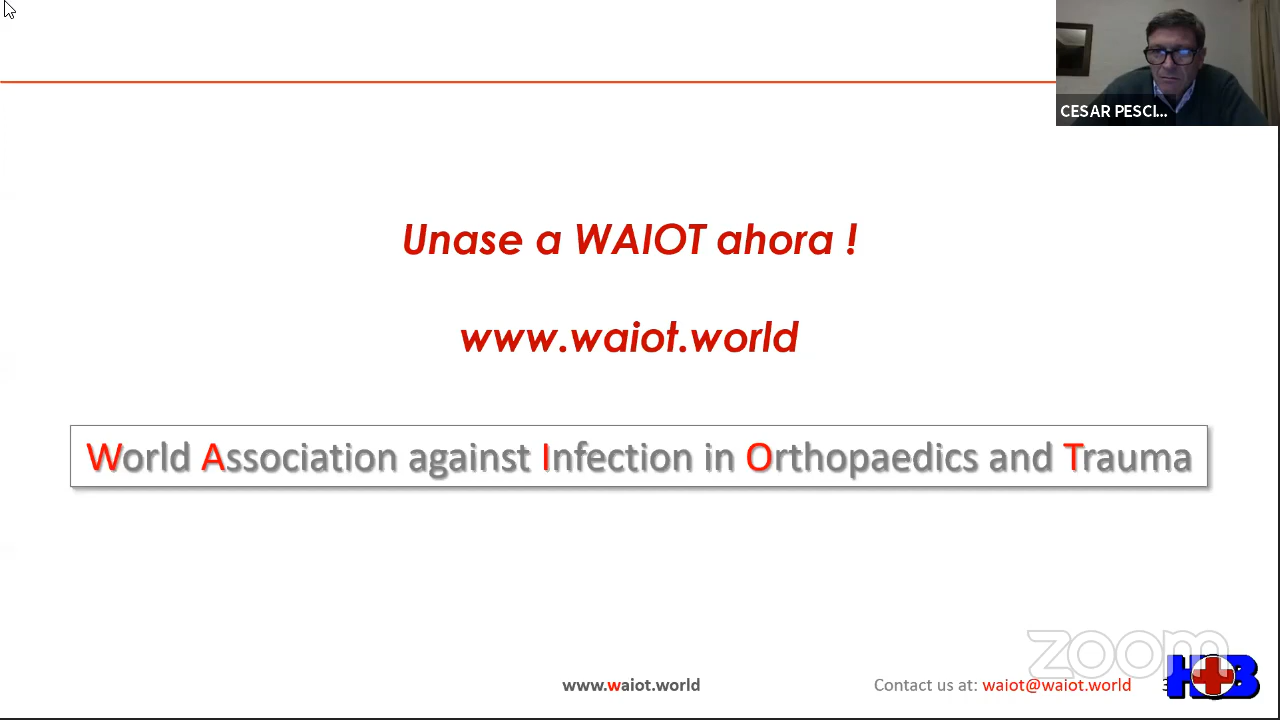 CESAR PESCI...
Unase a WAIOT ahora !
www.waiot.world
World Association against Infection in Orthopaedics and Trauma
zoom
www.waiot.world
Contact us at: waiot@waiot.world
HB